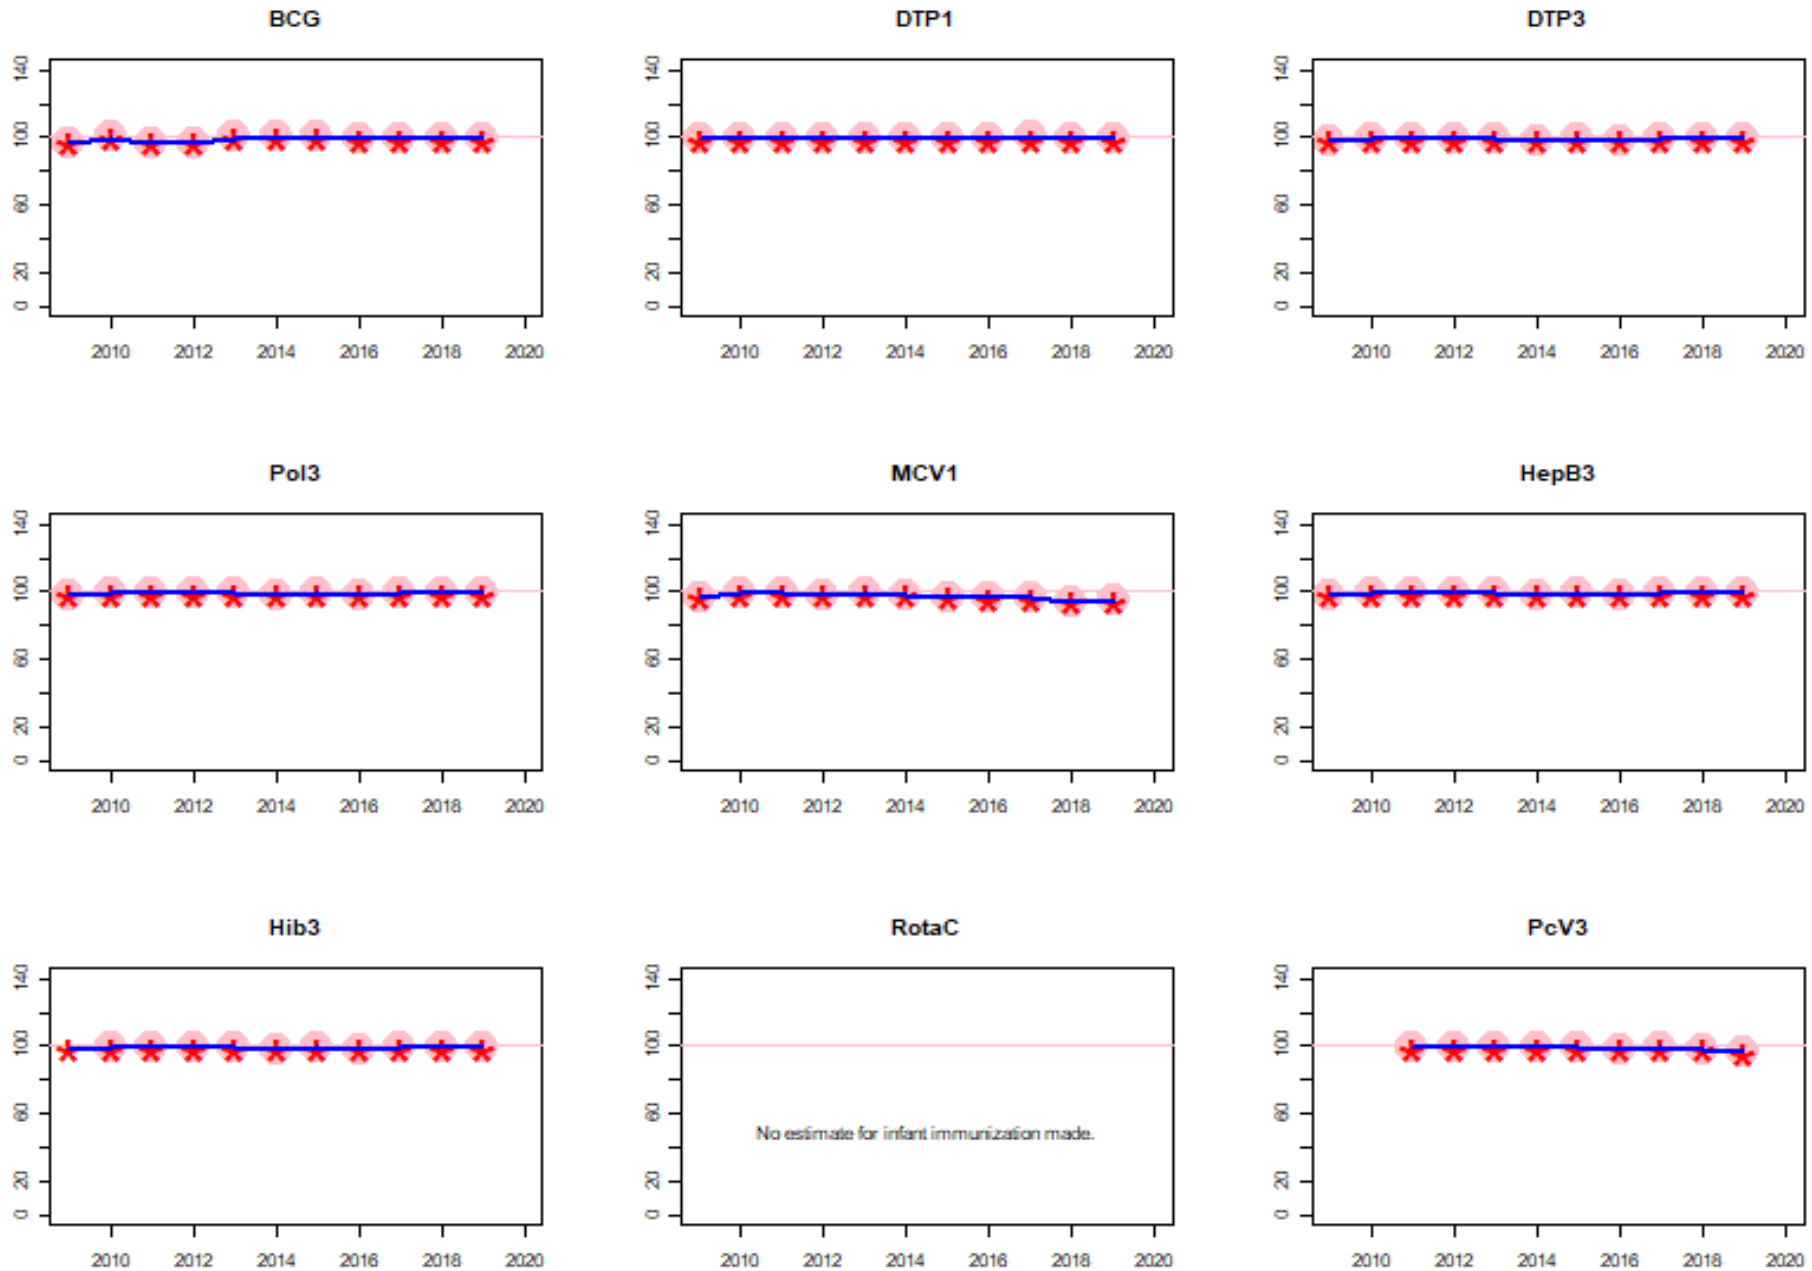 BCG DTP1 DTP3
140 140 140
100 100 100
60 60 60
20 20 20
0 0 0
2010 2012 2014 2016 2018 2020 2010 2012 2014 2016 2018 2020 2010 2012 2014 2016 2018 2020
Pol3 MCV1 HepB3
140 140 140
100 100 100
60 60 60
20 20 20
0 0 0
2010 2012 2014 2016 2018 2020 2010 2012 2014 2016 2018 2020 2010 2012 2014 2016 2018 2020
Hib3 RotaC PcV3
140 140 140
100 100 100
60 60 60
No estimate for infant immunization made.
20 20 20
0 0 0
2010 2012 2014 2016 2018 2020 2010 2012 2014 2016 2018 2020 2010 2012 2014 2016 2018 2020